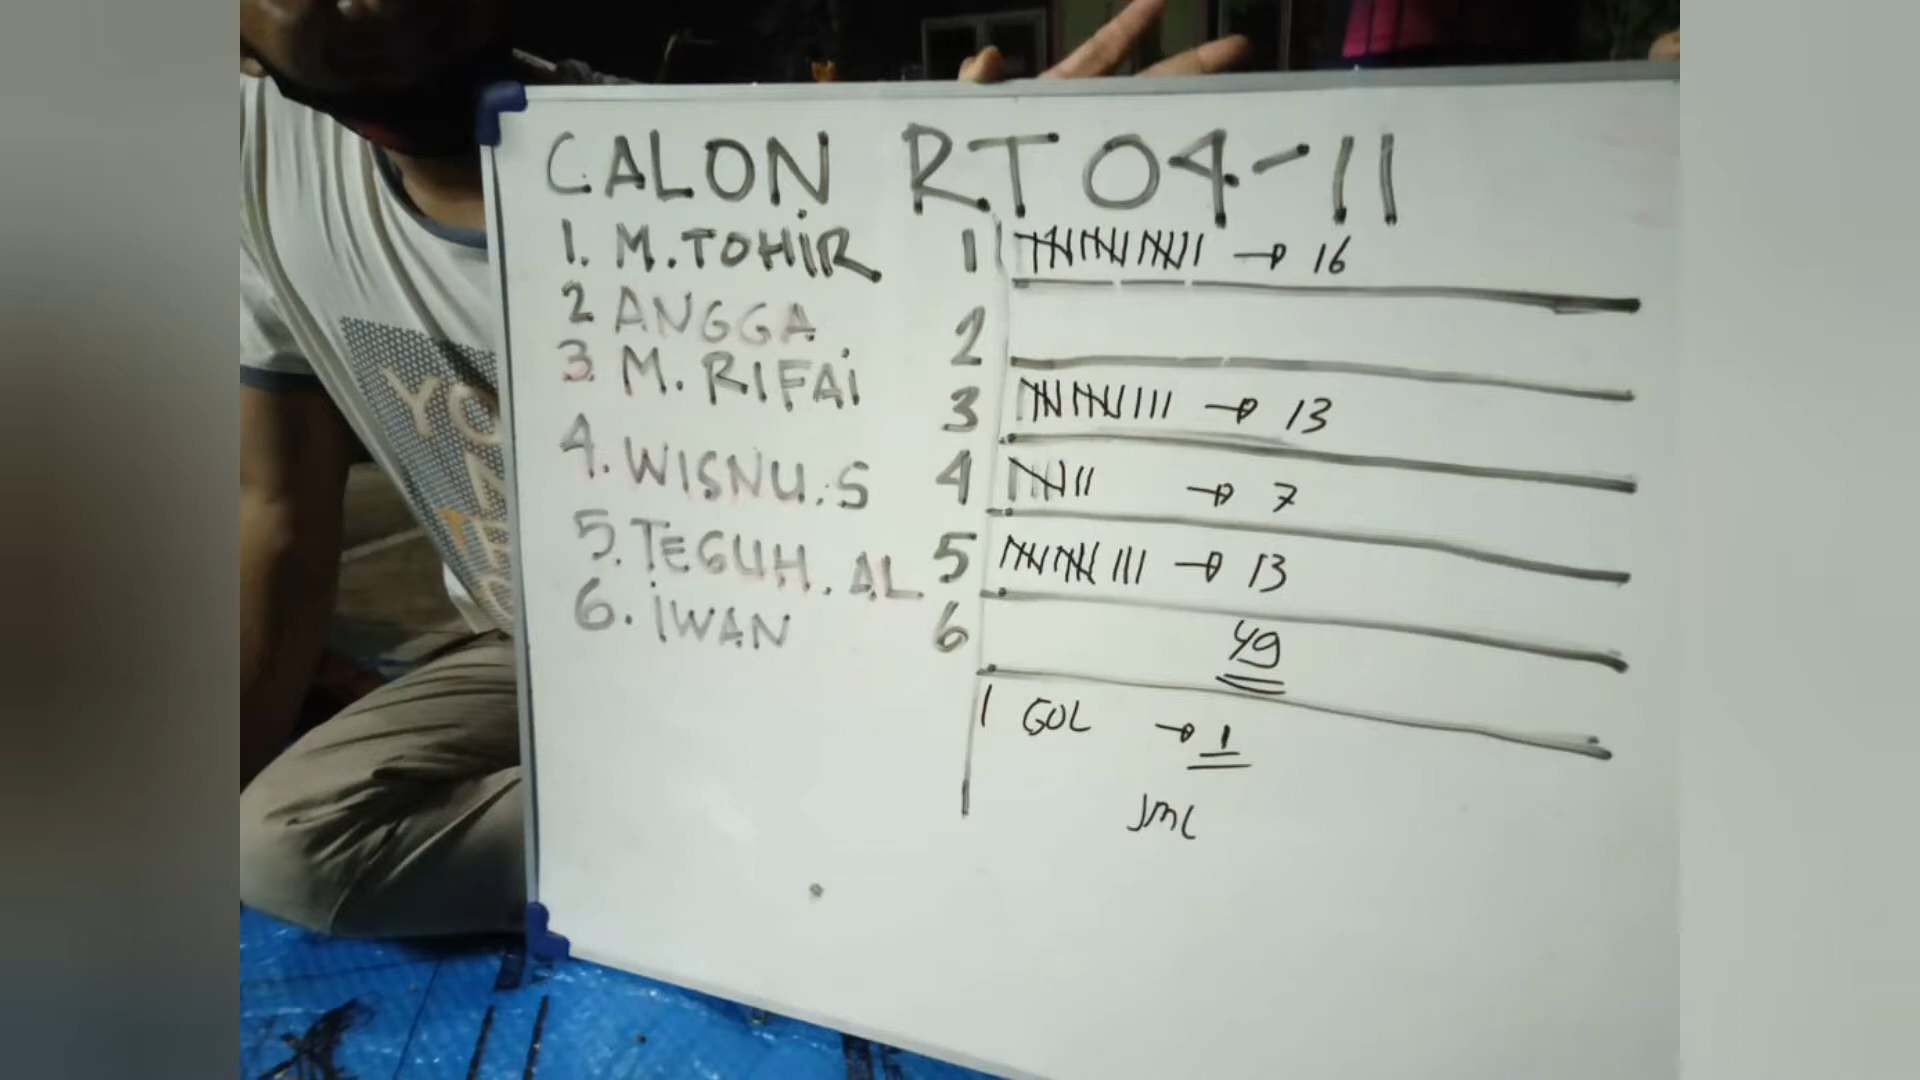 CALON RT 04-11
1. M. TOHIR 1 → 16
2 ANGGA 2
3. M. RIFAI 3 → 13
4. WISNU. S 4 → 7
5. TEGUH. AL. 5 → 13
6. IWAN 6 49
1 GOL → 1
JML